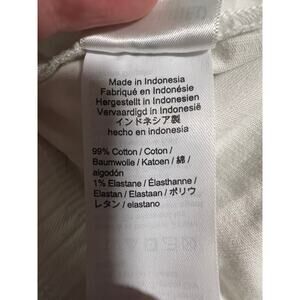 Made in Indonesia
Fabriqué en Indonésie
Hergestellt in Indonesien
Vervaardigd in Indonesië
インドネシア製
hecho en indonesia
99% Cotton / Coton /
Baumwolle / Katoen / 綿 /
algodón
1% Elastane / Élasthanne /
Elastan / Elastaan / ポリウ
レタン / elastano